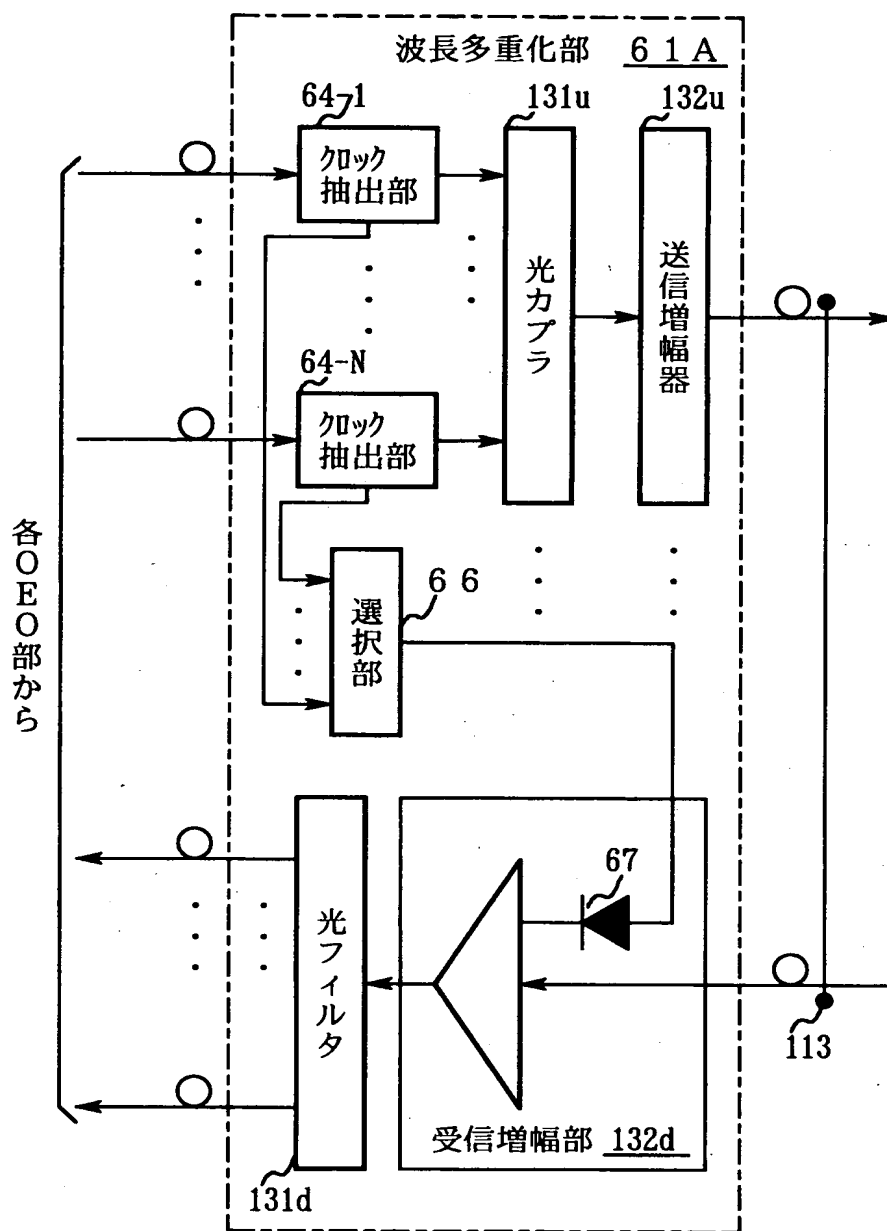 波長多重化部 61A
64-1
131u
132u
クロック
抽出部
光カプラ
送信増幅器
64-N
クロック
抽出部
各OEO部から
選択部
66
67
光フィルタ
113
受信増幅部 132d
131d